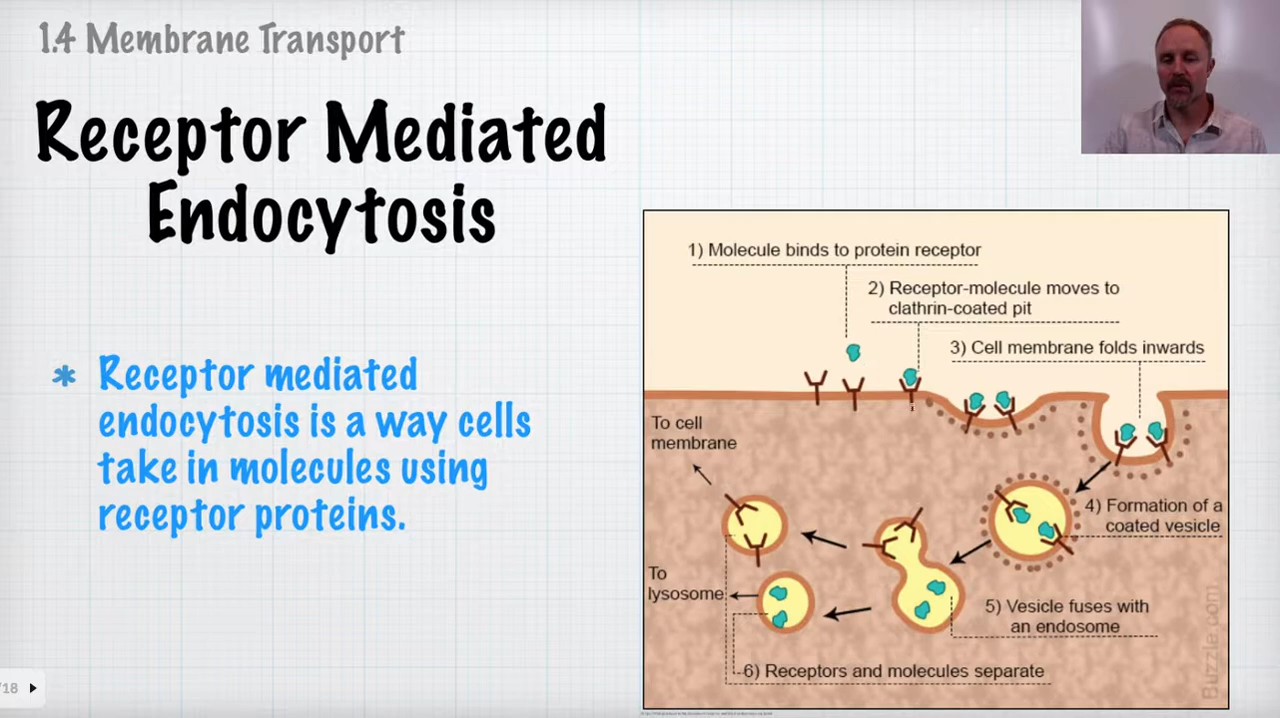 1.4 Membrane Transport
Receptor Mediated
Endocytosis
* Receptor mediated
endocytosis is a way cells
take in molecules using
receptor proteins.
1) Molecule binds to protein receptor
2) Receptor-molecule moves to
clathrin-coated pit
3) Cell membrane folds inwards
To cell
membrane
4) Formation of a
coated vesicle
To
lysosome
5) Vesicle fuses with
an endosome
6) Receptors and molecules separate
Buzzle.com
/18